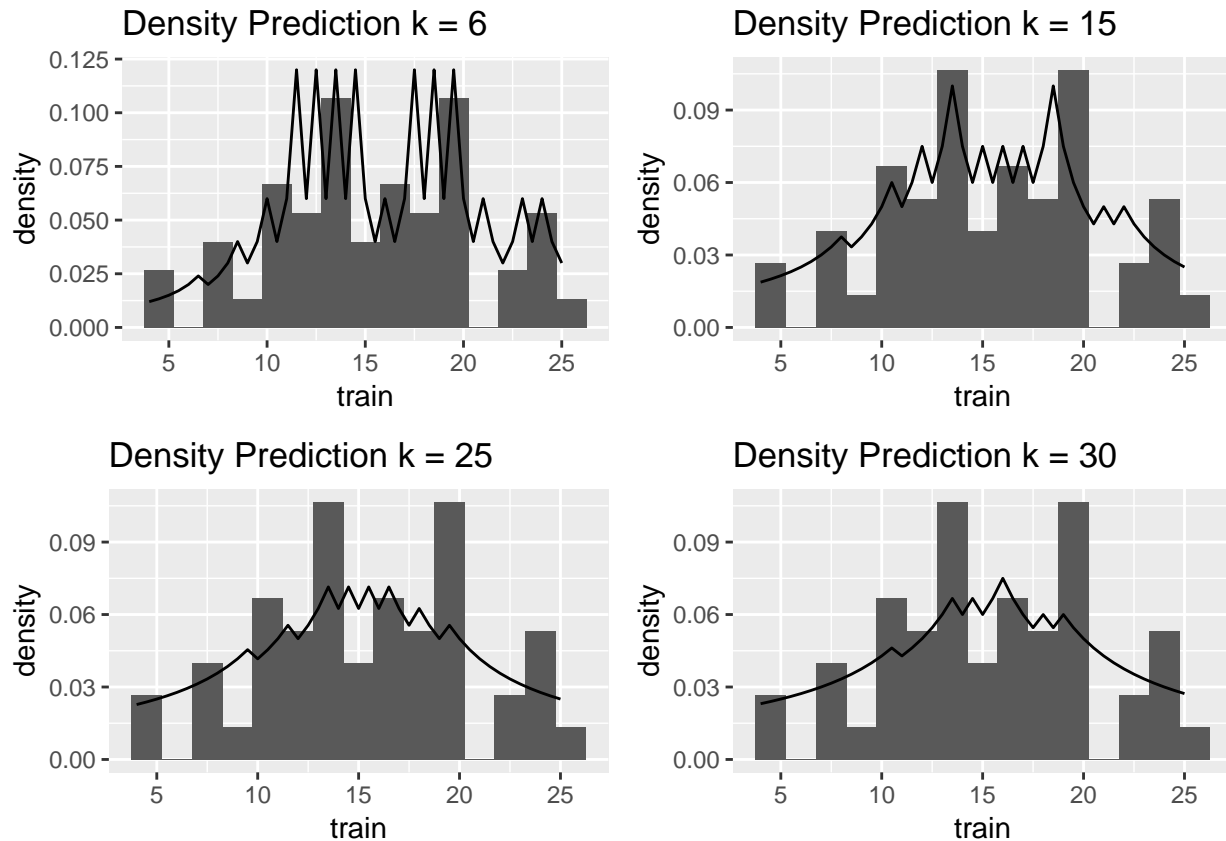 Density Prediction k = 6
0.125
0.100
0.075
0.050
0.025
0.000
density
5 10 15 20 25
train
Density Prediction k = 15
0.09
0.06
0.03
0.00
density
5 10 15 20 25
train
Density Prediction k = 25
0.09
0.06
0.03
0.00
density
5 10 15 20 25
train
Density Prediction k = 30
0.09
0.06
0.03
0.00
density
5 10 15 20 25
train